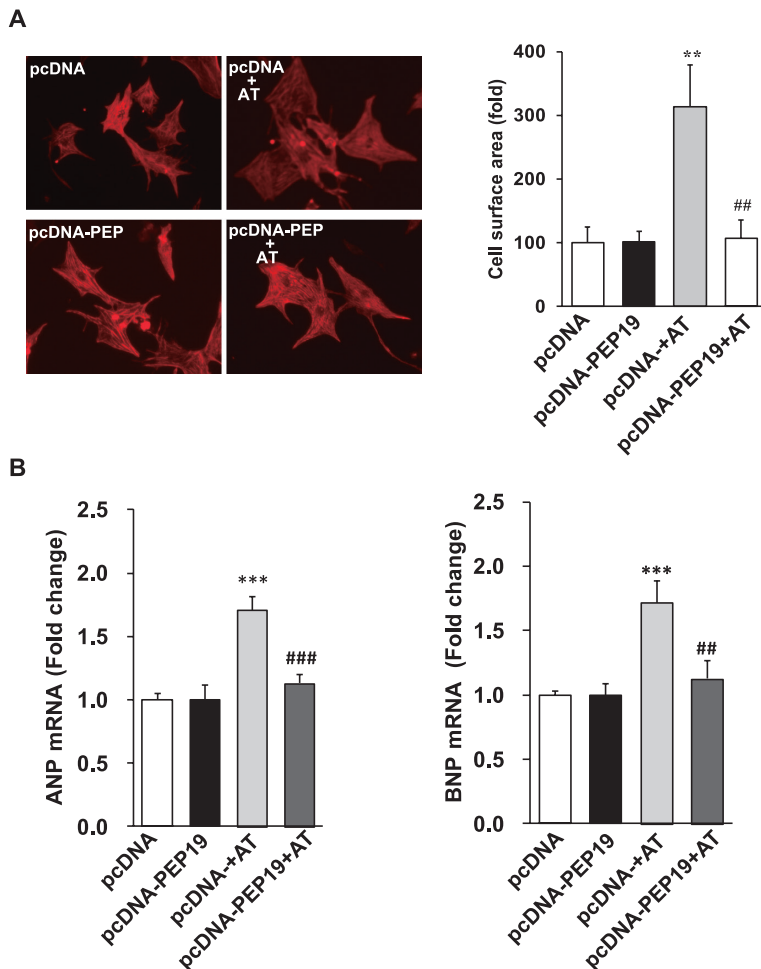 A
pcDNA
pcDNA
+
AT
pcDNA-PEP
pcDNA-PEP
+
AT
Cell surface area (fold)
400
300
200
100
0
**
##
pcDNA
pcDNA-PEP19
pcDNA-+AT
pcDNA-PEP19+AT
B
ANP mRNA (Fold change)
2.5
2.0
1.5
1.0
0.5
0.0
***
###
pcDNA
pcDNA-PEP19
pcDNA-+AT
pcDNA-PEP19+AT
BNP mRNA (Fold change)
2.5
2.0
1.5
1.0
0.5
0.0
***
##
pcDNA
pcDNA-PEP19
pcDNA-+AT
pcDNA-PEP19+AT